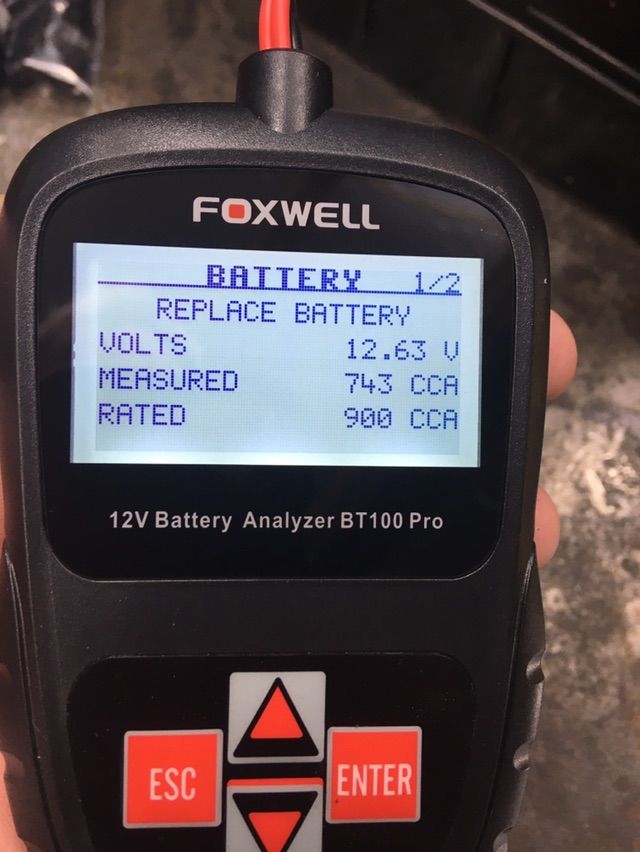 FOXWELL
BATTERY 1/2
REPLACE BATTERY
VOLTS 12.63 V
MEASURED 743 CCA
RATED 900 CCA
12V Battery Analyzer BT100 Pro
ESC
ENTER